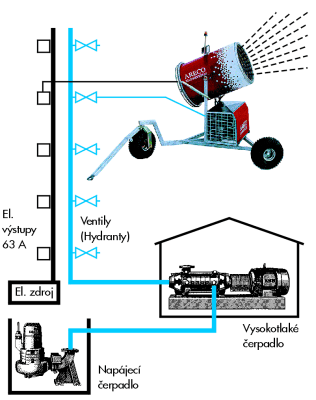 ARECO
El.
výstupy
63 A
Ventily
(Hydranty)
El. zdroj
Vysokotlaké
čerpadlo
Napájecí
čerpadlo